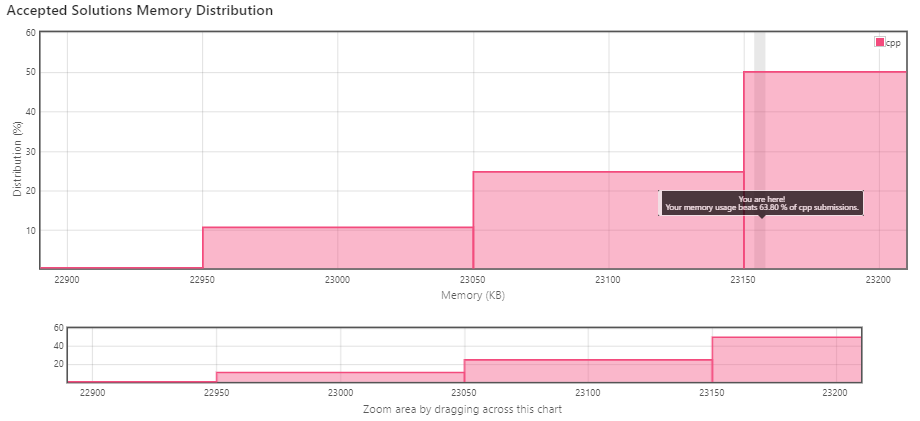 Accepted Solutions Memory Distribution
60
50
40
30
20
10
Distribution (%)
cpp
You are here!
Your memory usage beats 63.80 % of cpp submissions.
22900 22950 23000 23050 23100 23150 23200
Memory (KB)
60
40
20
22900 22950 23000 23050 23100 23150 23200
Zoom area by dragging across this chart